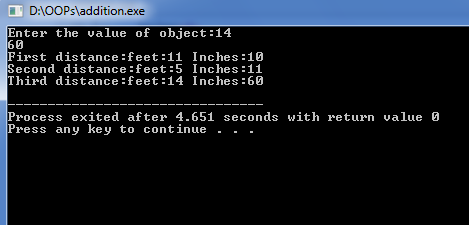 D:\OOPs\addition.exe
Enter the value of object:14
60
First distance:feet:11 Inches:10
Second distance:feet:5 Inches:11
Third distance:feet:14 Inches:60
--------------------------------
Process exited after 4.651 seconds with return value 0
Press any key to continue . . .